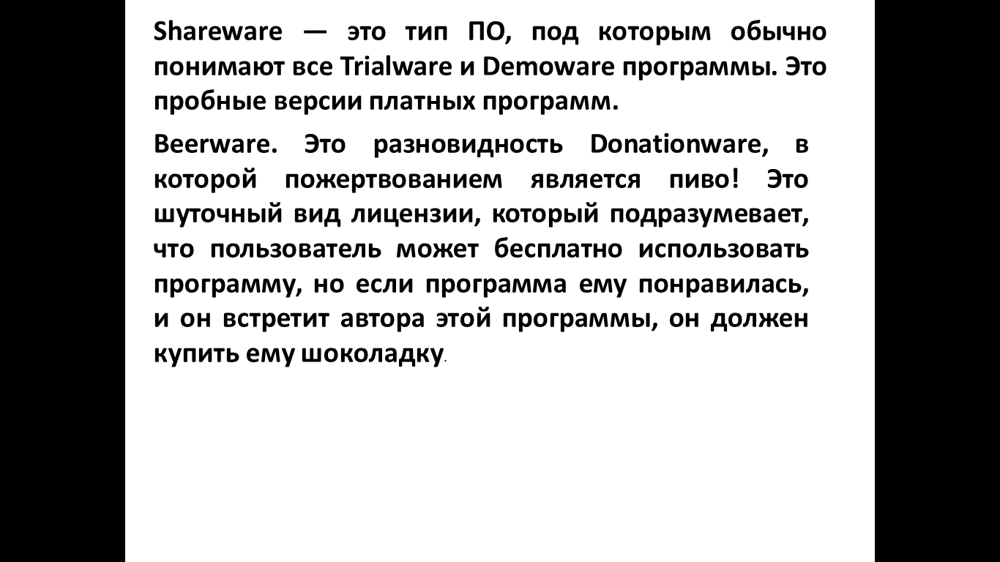 Shareware — это тип ПО, под которым обычно
понимают все Trialware и Demoware программы. Это
пробные версии платных программ.
Beerware. Это разновидность Donationware, в
которой пожертвованием является пиво! Это
шуточный вид лицензии, который подразумевает,
что пользователь может бесплатно использовать
программу, но если программа ему понравилась,
и он встретит автора этой программы, он должен
купить ему шоколадку.